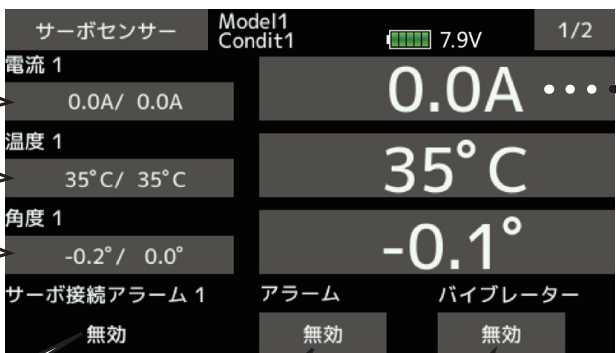 サーボセンサー Model1 Condit1 7.9V 1/2
電流 1
0.0A/ 0.0A 0.0A
温度 1
35°C/ 35°C 35°C
角度 1
-0.2°/ 0.0° -0.1°
サーボ接続アラーム 1 アラーム バイブレーター
無効 無効 無効